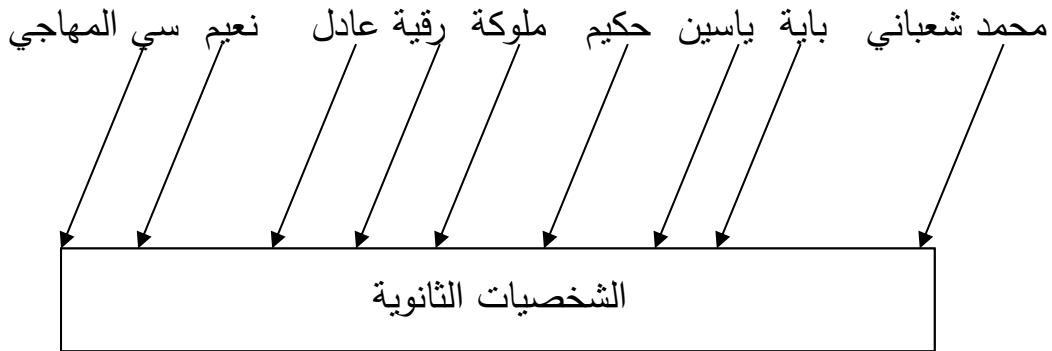 محمد شعباني باية ياسين حكيم ملوكة رقية عادل نعيم سي المهاجي
الشخصيات الثانوية